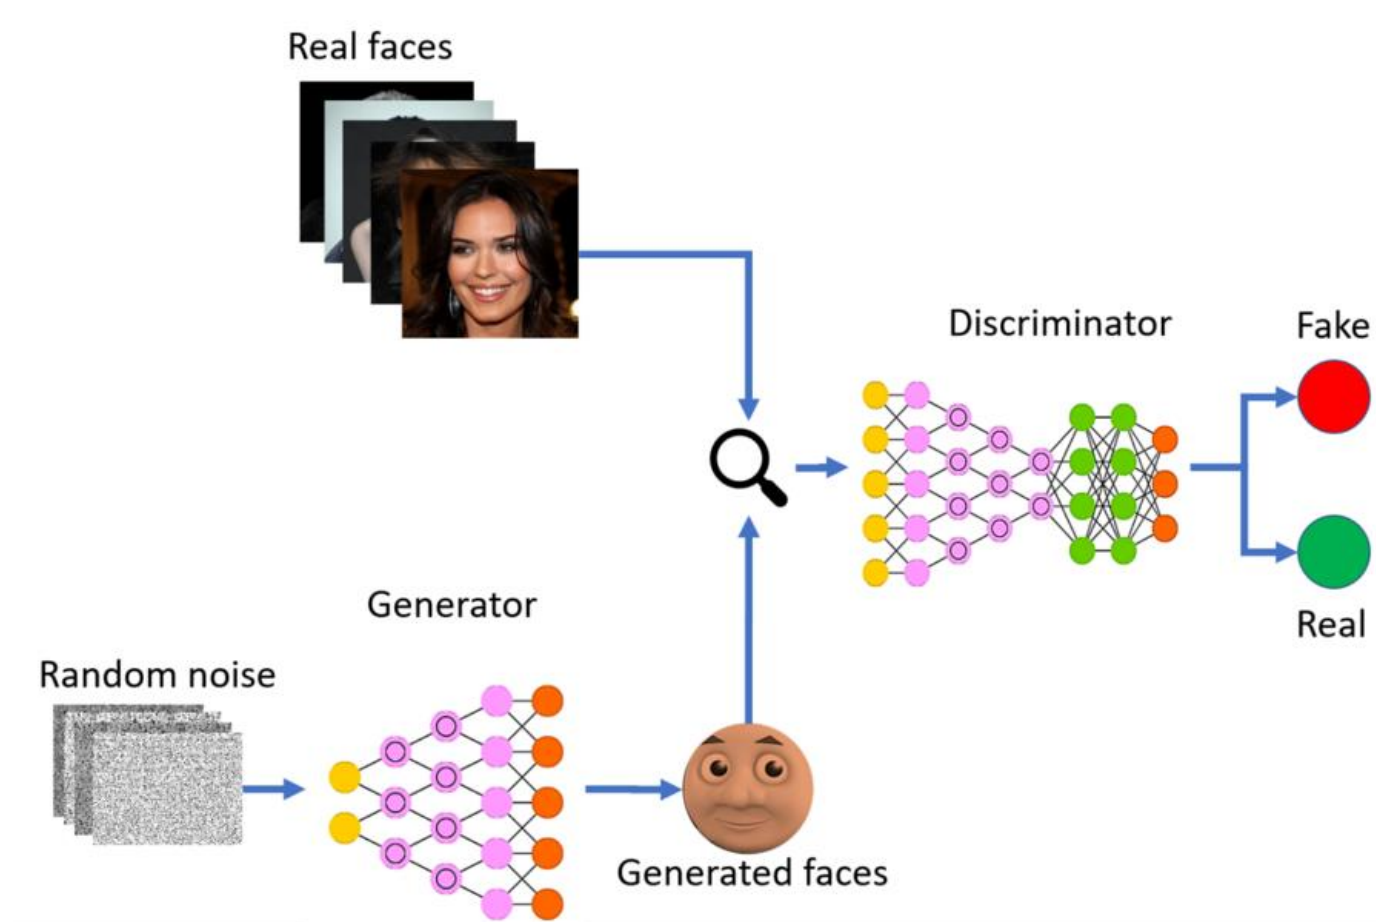 Real faces
Discriminator
Fake
Real
Generator
Random noise
Generated faces